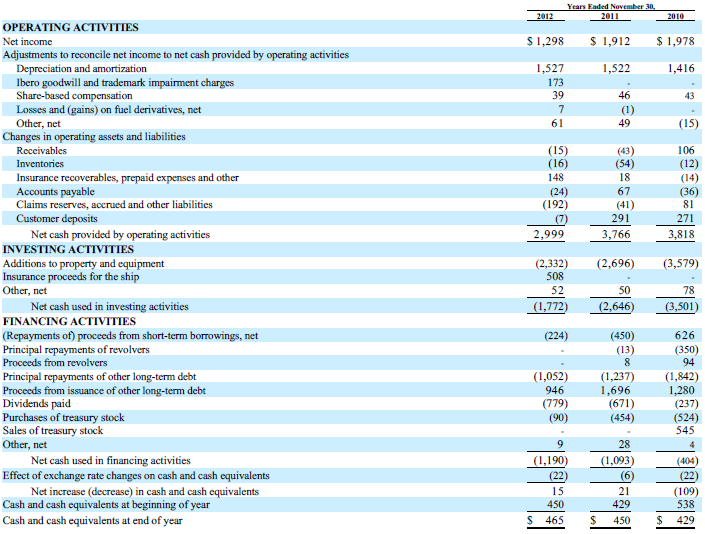 Years Ended November 30,
2012 2011 2010
OPERATING ACTIVITIES
Net income $ 1,298 $ 1,912 $ 1,978
Adjustments to reconcile net income to net cash provided by operating activities
Depreciation and amortization 1,527 1,522 1,416
Ibero goodwill and trademark impairment charges 173 - -
Share-based compensation 39 46 43
Losses and (gains) on fuel derivatives, net 7 (1) -
Other, net 61 49 (15)
Changes in operating assets and liabilities
Receivables (15) (43) 106
Inventories (16) (54) (12)
Insurance recoverables, prepaid expenses and other 148 18 (14)
Accounts payable (24) 67 (36)
Claims reserves, accrued and other liabilities (192) (41) 81
Customer deposits (7) 291 271
Net cash provided by operating activities 2,999 3,766 3,818
INVESTING ACTIVITIES
Additions to property and equipment (2,332) (2,696) (3,579)
Insurance proceeds for the ship 508 - -
Other, net 52 50 78
Net cash used in investing activities (1,772) (2,646) (3,501)
FINANCING ACTIVITIES
(Repayments of) proceeds from short-term borrowings, net (224) (450) 626
Principal repayments of revolvers - (13) (350)
Proceeds from revolvers - 8 94
Principal repayments of other long-term debt (1,052) (1,237) (1,842)
Proceeds from issuance of other long-term debt 946 1,696 1,280
Dividends paid (779) (671) (237)
Purchases of treasury stock (90) (454) (524)
Sales of treasury stock - - 545
Other, net 9 28 4
Net cash used in financing activities (1,190) (1,093) (404)
Effect of exchange rate changes on cash and cash equivalents (22) (6) (22)
Net increase (decrease) in cash and cash equivalents 15 21 (109)
Cash and cash equivalents at beginning of year 450 429 538
Cash and cash equivalents at end of year $ 465 $ 450 $ 429